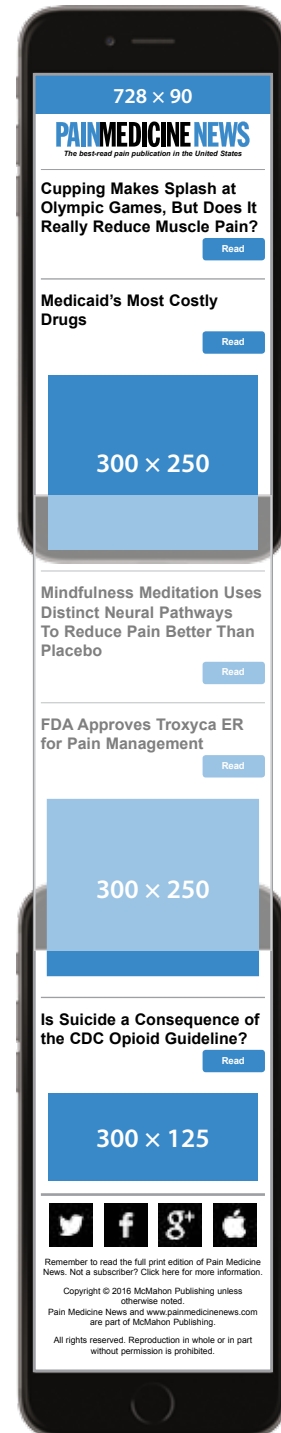 728 × 90
PAINMEDICINE NEWS
The best-read pain publication in the United States
Cupping Makes Splash at
Olympic Games, But Does It
Really Reduce Muscle Pain?
Read
Medicaid’s Most Costly
Drugs
Read
300 × 250
Mindfulness Meditation Uses
Distinct Neural Pathways
To Reduce Pain Better Than
Placebo
Read
FDA Approves Troxyca ER
for Pain Management
Read
300 × 250
Is Suicide a Consequence of
the CDC Opioid Guideline?
Read
300 × 125
f g+
Remember to read the full print edition of Pain Medicine
News. Not a subscriber? Click here for more information.
Copyright © 2016 McMahon Publishing unless
otherwise noted.
Pain Medicine News and www.painmedicinenews.com
are part of McMahon Publishing.
All rights reserved. Reproduction in whole or in part
without permission is prohibited.